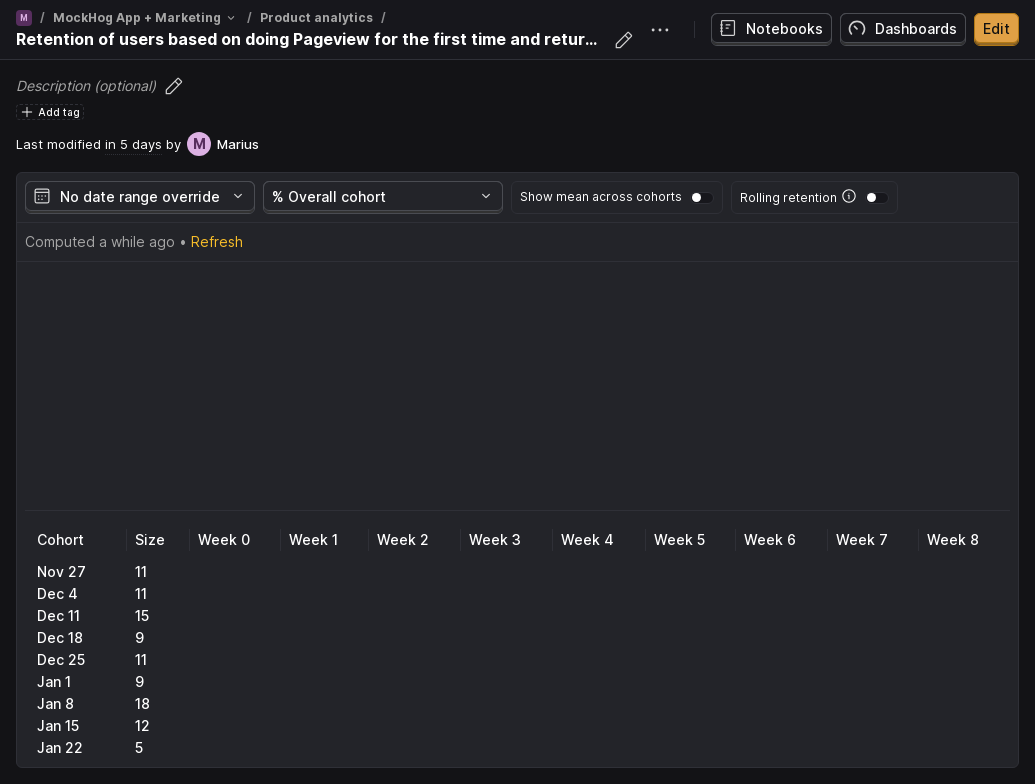 M / MockHog App + Marketing / Product analytics /
Retention of users based on doing Pageview for the first time and retur...
Notebooks
Dashboards
Edit
Description (optional)
Add tag
Last modified in 5 days by M Marius
No date range override
% Overall cohort
Show mean across cohorts
Rolling retention
Computed a while ago • Refresh
Cohort Size Week 0 Week 1 Week 2 Week 3 Week 4 Week 5 Week 6 Week 7 Week 8
Nov 27 11
Dec 4 11
Dec 11 15
Dec 18 9
Dec 25 11
Jan 1 9
Jan 8 18
Jan 15 12
Jan 22 5